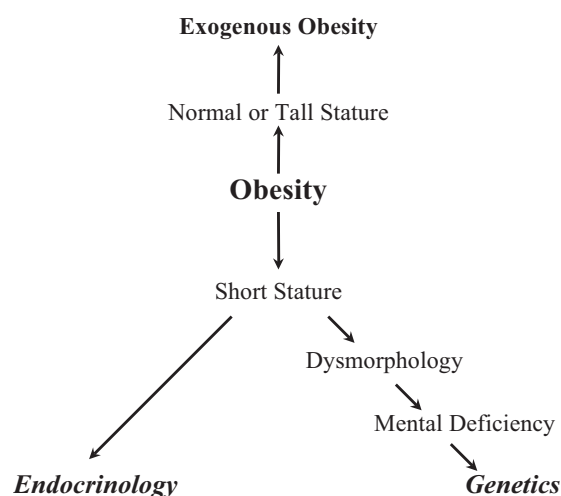 Exogenous Obesity
Normal or Tall Stature
Obesity
Short Stature
Dysmorphology
Mental Deficiency
Endocrinology
Genetics